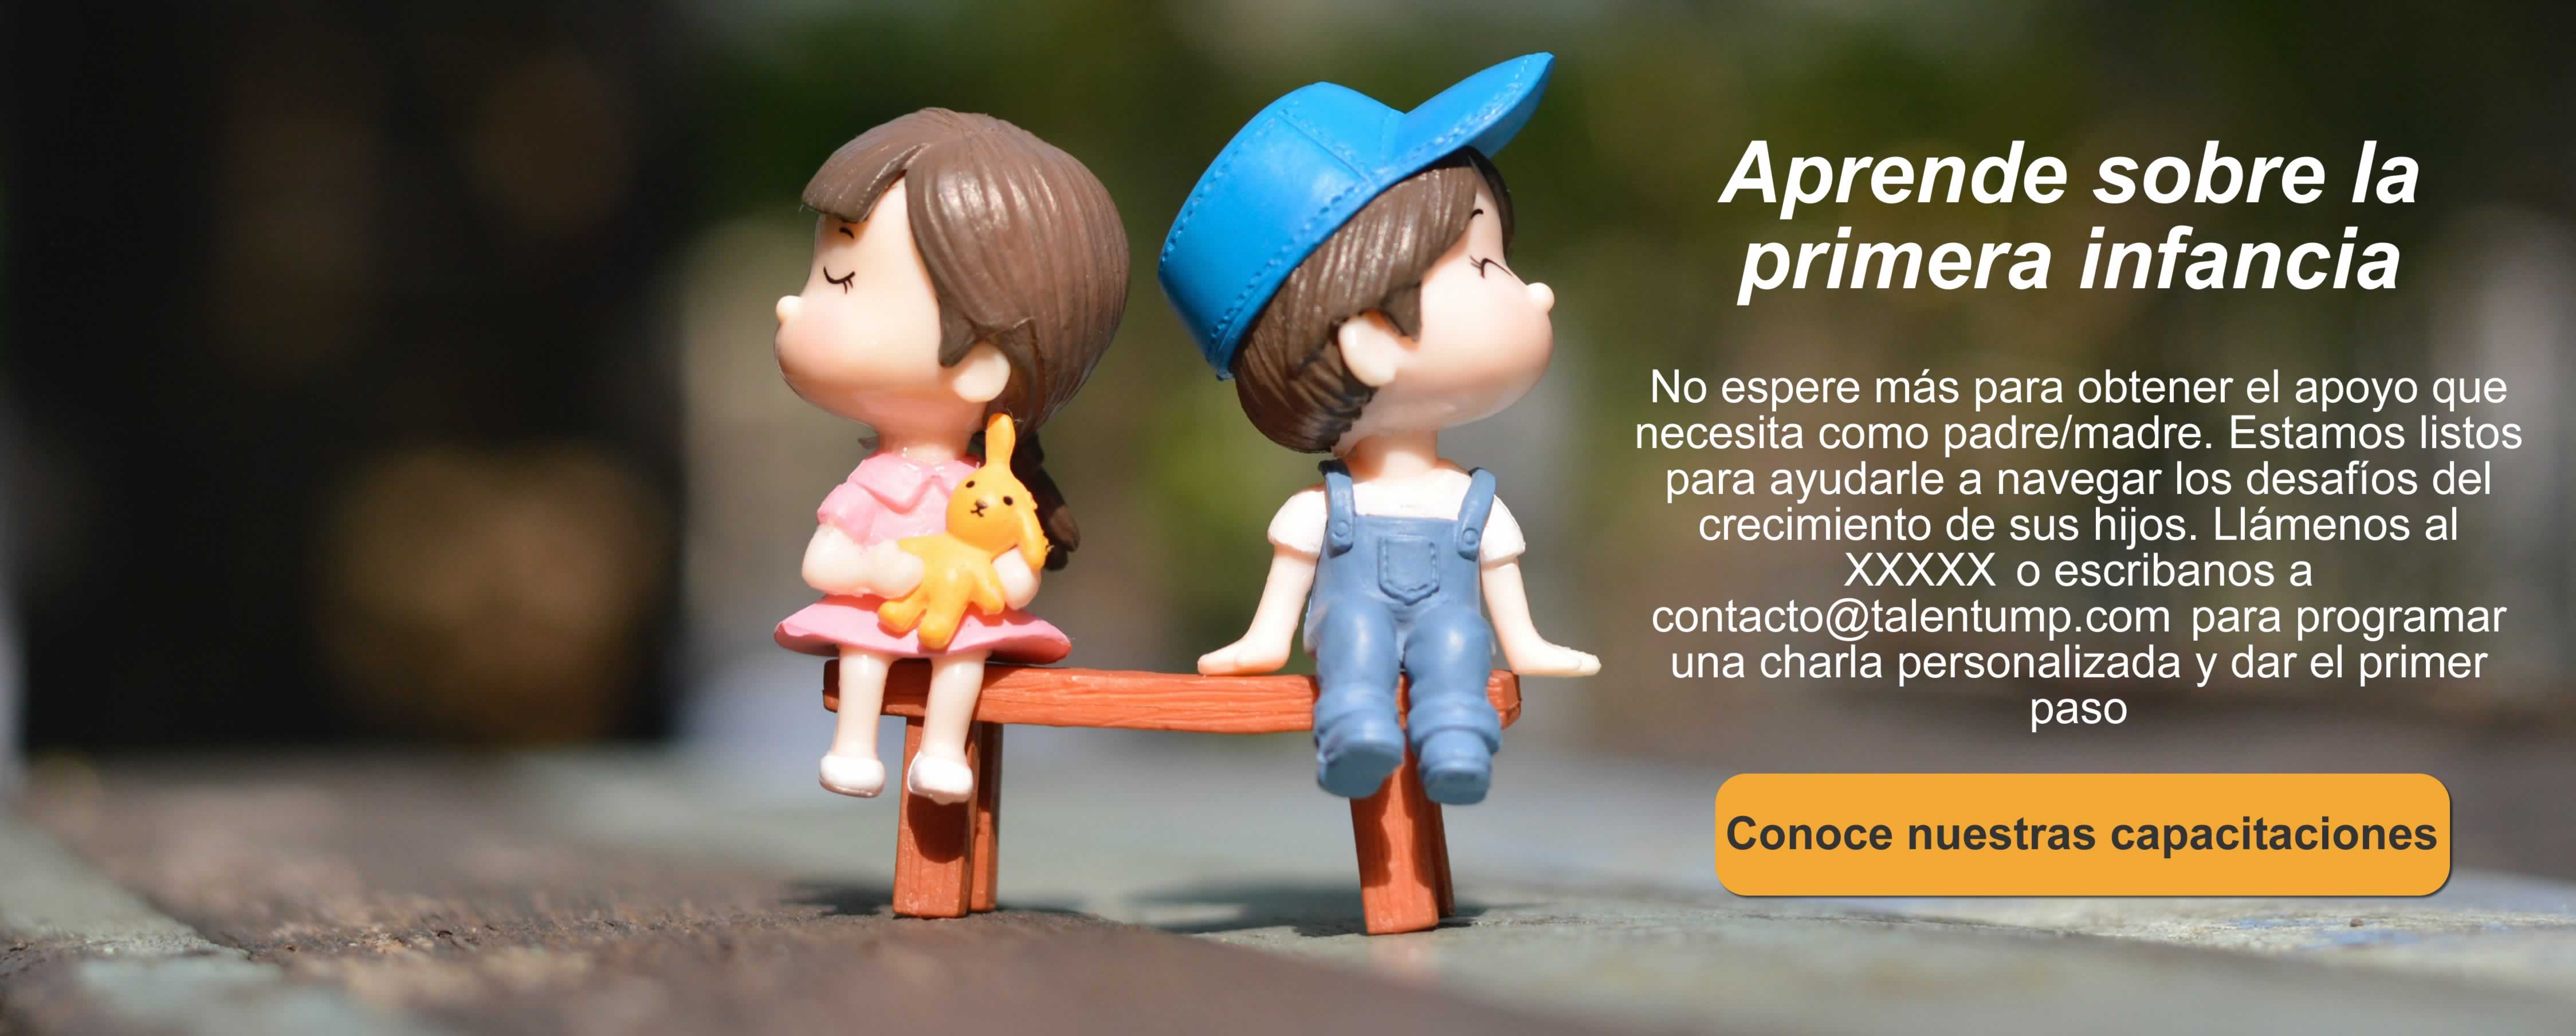 Aprende sobre la
primera infancia
No espere más para obtener el apoyo que
necesita como padre/madre. Estamos listos
para ayudarle a navegar los desafíos del
crecimiento de sus hijos. Llámenos al
XXXXX o escribanos a
contacto@talentump.com para programar
una charla personalizada y dar el primer
paso
Conoce nuestras capacitaciones